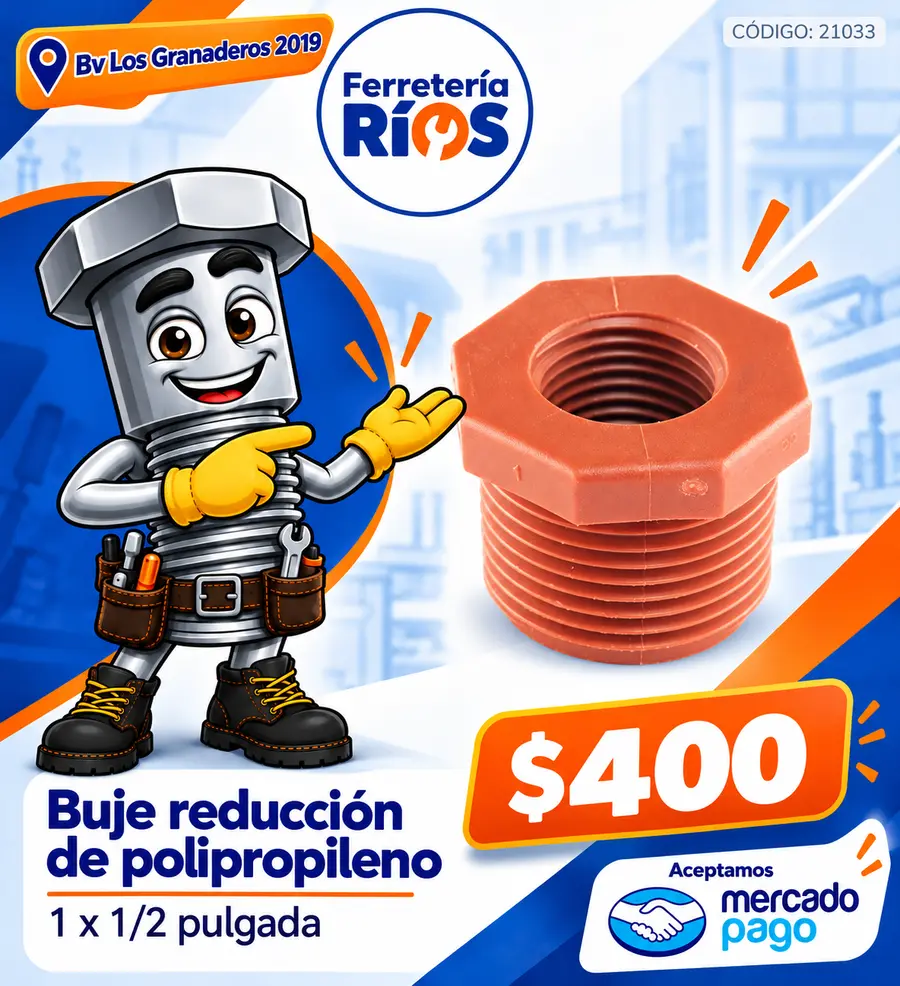 Bv Los Granaderos 2019
Ferretería
RÍOS
CÓDIGO: 21033
$400
Buje reducción
de polipropileno
1 x 1/2 pulgada
Aceptamos
mercado
pago